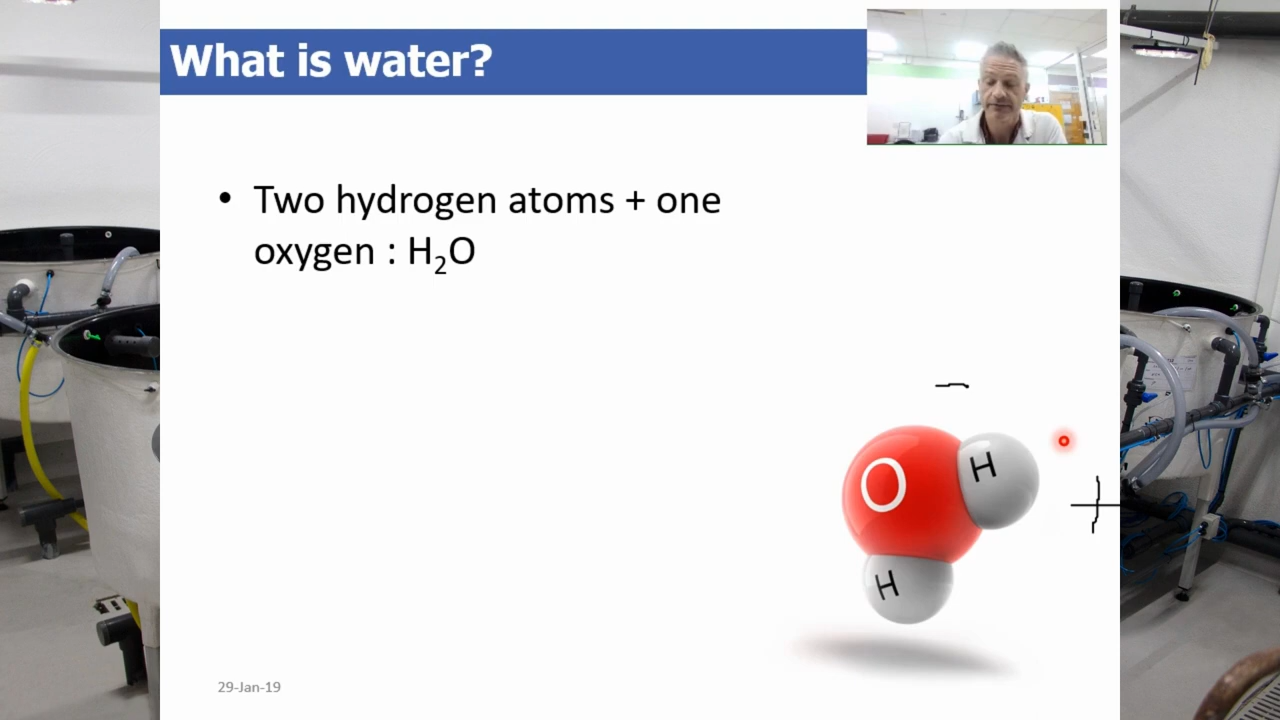 What is water?
• Two hydrogen atoms + one
oxygen : H₂O
−
O
H
+
H
29-Jan-19